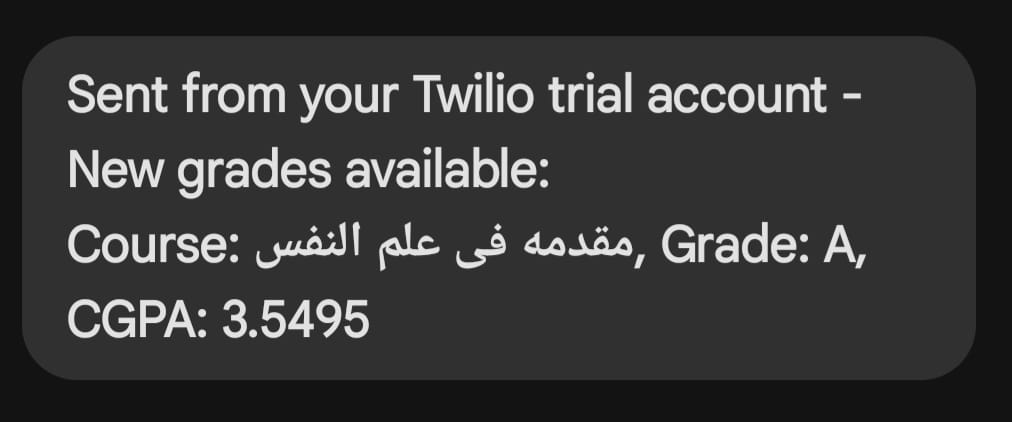 Sent from your Twilio trial account -
New grades available:
Course: مقدمه فى علم النفس, Grade: A,
CGPA: 3.5495